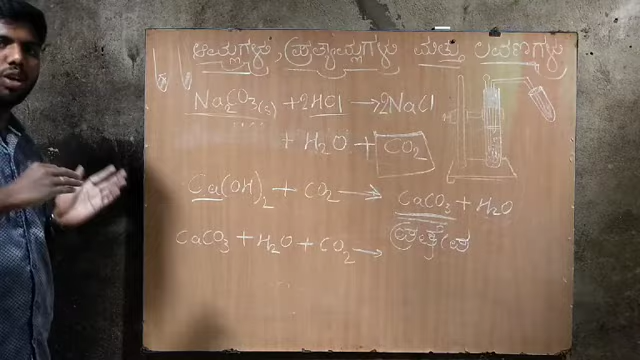 ಆಮ್ಲಗಳು, ಪ್ರತ್ಯಾಮ್ಲಗಳು ಮತ್ತು ಲವಣಗಳು
Na₂CO₃(s) + 2HCl → 2NaCl
+ H₂O + CO₂
Ca(OH)₂ + CO₂ → CaCO₃ + H₂O
CaCO₃ + H₂O + CO₂ →